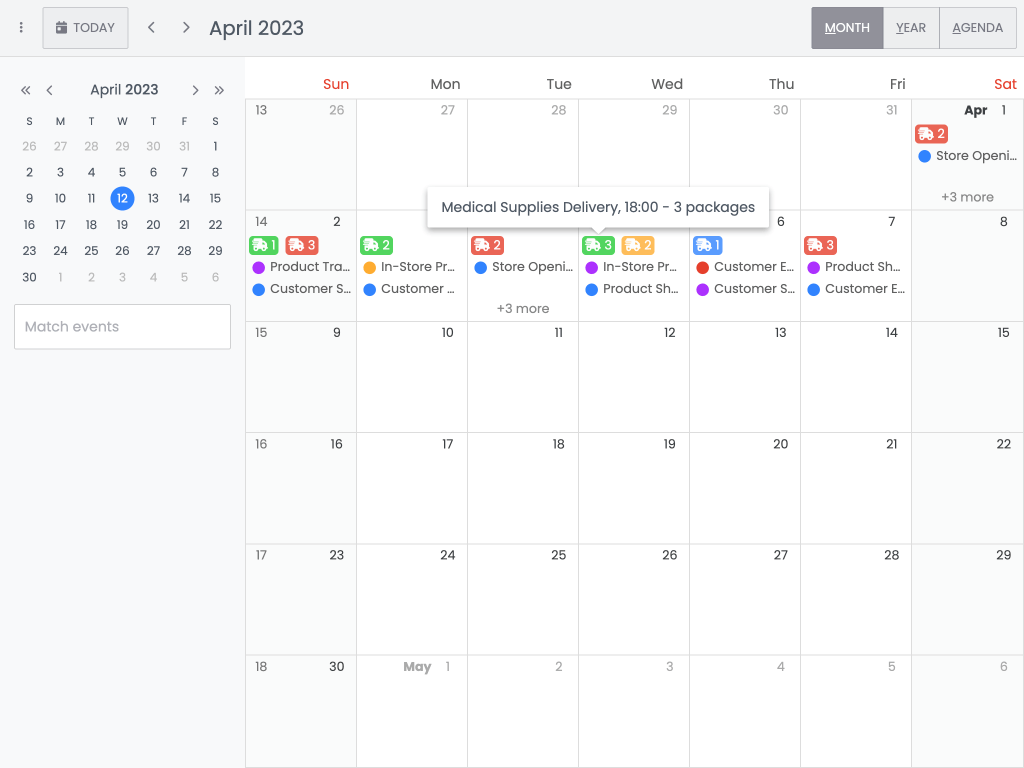 TODAY
April 2023
MONTH YEAR AGENDA
April 2023
S M T W T F S
26 27 28 29 30 31 1
2 3 4 5 6 7 8
9 10 11 12 13 14 15
16 17 18 19 20 21 22
23 24 25 26 27 28 29
30 1 2 3 4 5 6
Match events
Sun Mon Tue Wed Thu Fri Sat
13 26 27 28 29 30 31 Apr 1
2
Store Openi...
+3 more
Medical Supplies Delivery, 18:00 - 3 packages
14 2 6 7 8
1 3 2 2 3 2 1 3
Product Tra... In-Store Pr... Store Openi... In-Store Pr... Customer E... Product Sh...
Customer S... Customer ... Product Sh... Customer S... Customer E...
+3 more
15 9 10 11 12 13 14 15
16 16 17 18 19 20 21 22
17 23 24 25 26 27 28 29
18 30 May 1 2 3 4 5 6